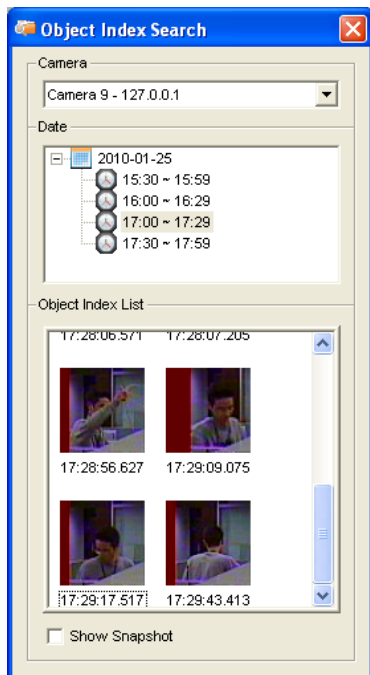 Object Index Search
Camera
Camera 9 - 127.0.0.1
Date
2010-01-25
15:30 ~ 15:59
16:00 ~ 16:29
17:00 ~ 17:29
17:30 ~ 17:59
Object Index List
17:28:06.571 17:28:07.205
17:28:56.627 17:29:09.075
17:29:17.517 17:29:43.413
Show Snapshot